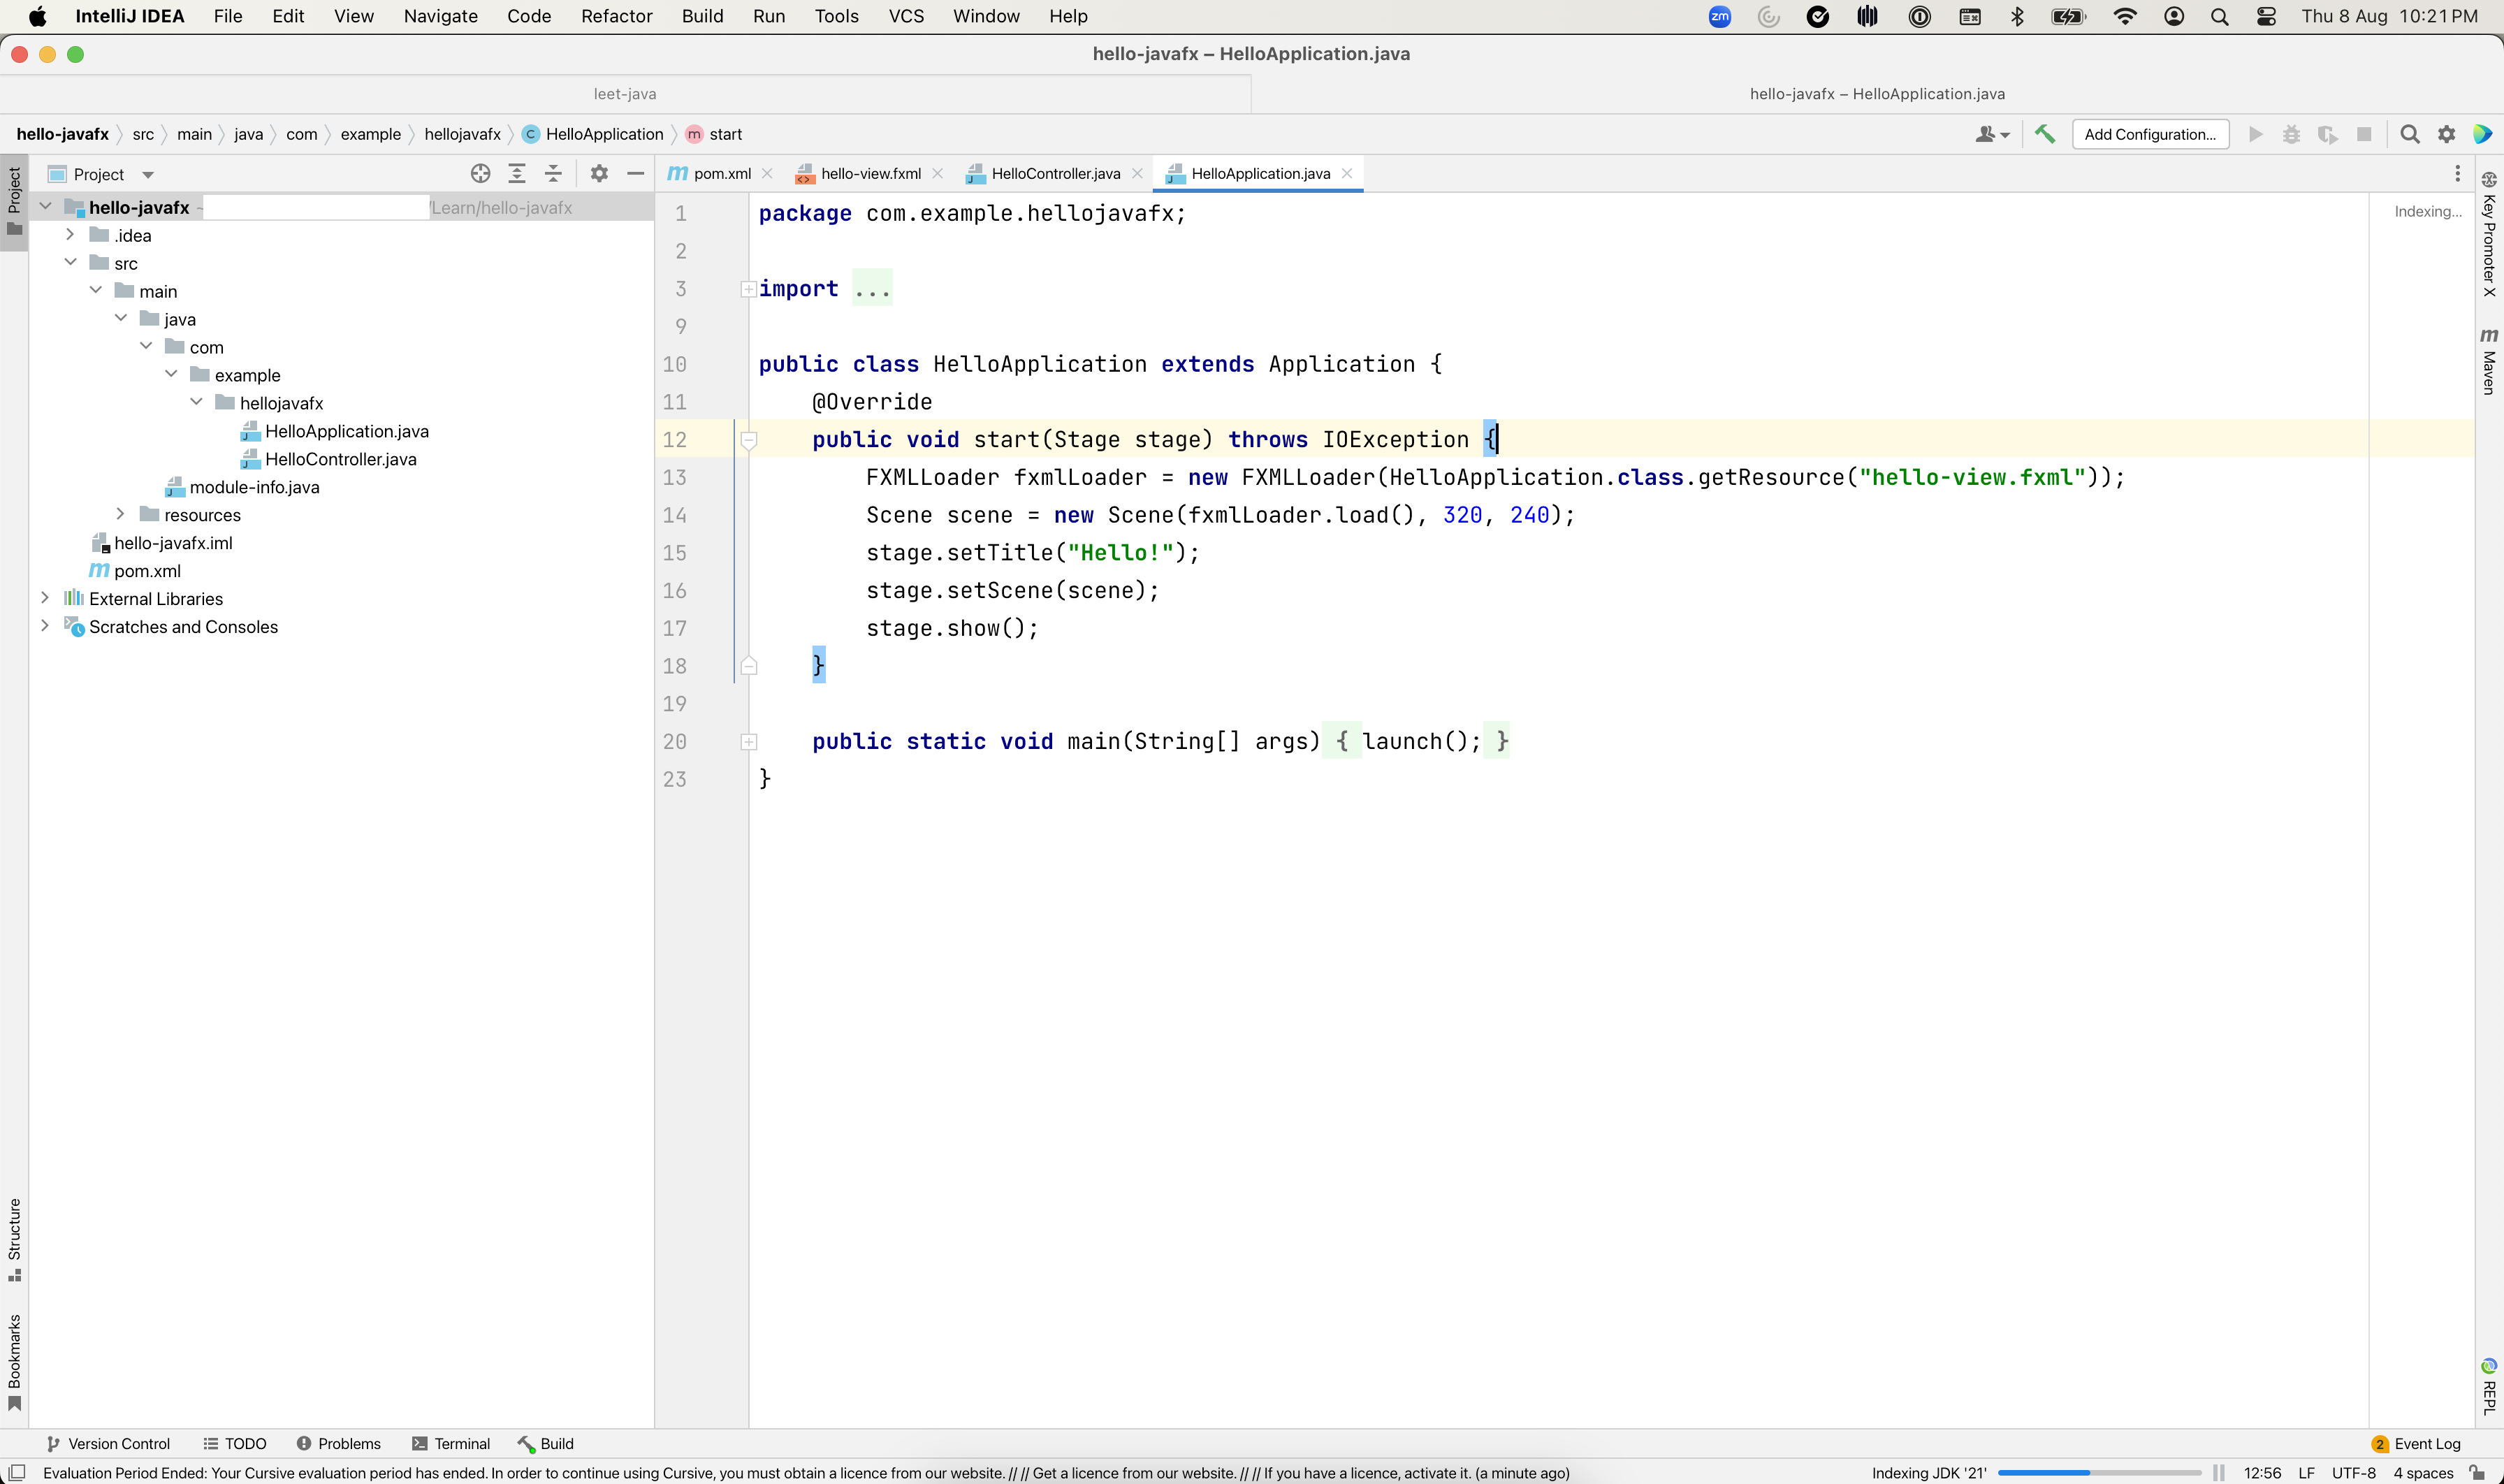 IntelliJ IDEA File Edit View Navigate Code Refactor Build Run Tools VCS Window Help zm Thu 8 Aug 10:21 PM
hello-javafx – HelloApplication.java
leet-java hello-javafx – HelloApplication.java
hello-javafx src main java com example hellojavafx C HelloApplication m start Add Configuration...
Project
Project
m pom.xml hello-view.fxml HelloController.java HelloApplication.java
hello-javafx ~ /Learn/hello-javafx
.idea
src
main
java
com
example
hellojavafx
HelloApplication.java
HelloController.java
module-info.java
resources
hello-javafx.iml
m pom.xml
External Libraries
Scratches and Consoles
1 package com.example.hellojavafx;
2
3 import ...
9
10 public class HelloApplication extends Application {
11 @Override
12 public void start(Stage stage) throws IOException {
13 FXMLLoader fxmlLoader = new FXMLLoader(HelloApplication.class.getResource("hello-view.fxml"));
14 Scene scene = new Scene(fxmlLoader.load(), 320, 240);
15 stage.setTitle("Hello!");
16 stage.setScene(scene);
17 stage.show();
18 }
19
20 public static void main(String[] args) { launch(); }
23 }
Indexing...
Key Promoter X
m Maven
REPL
Structure
Bookmarks
Version Control TODO Problems Terminal Build 2 Event Log
Evaluation Period Ended: Your Cursive evaluation period has ended. In order to continue using Cursive, you must obtain a licence from our website. // // Get a licence from our website. // // If you have a licence, activate it. (a minute ago) Indexing JDK '21' 12:56 LF UTF-8 4 spaces